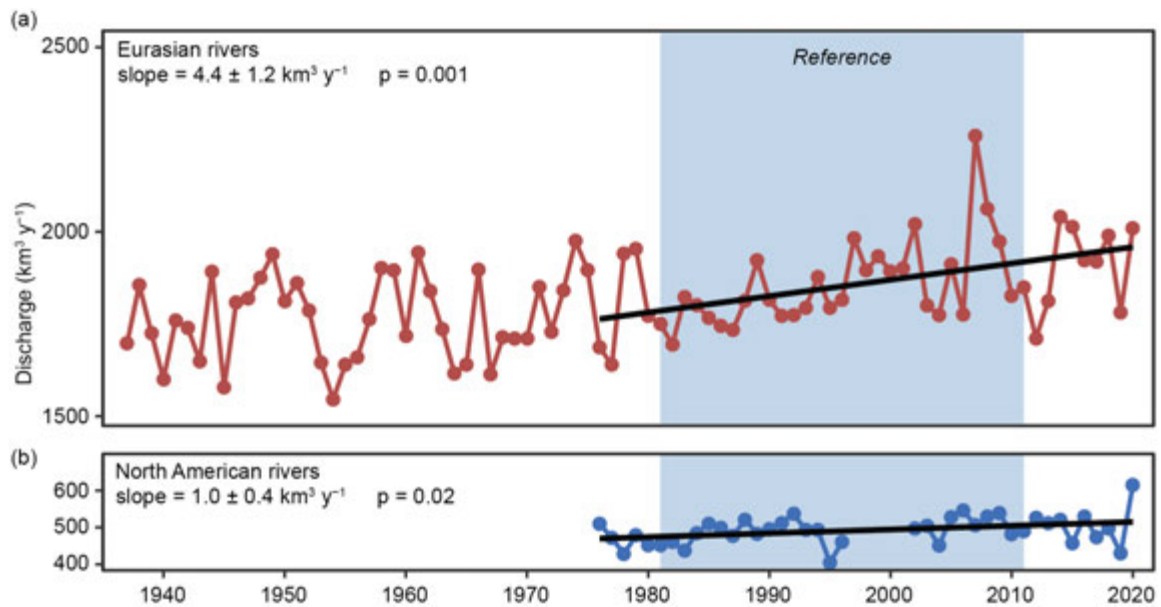 (a)
2500
Eurasian rivers
Reference
slope = 4.4 ± 1.2 km³ y⁻¹ p = 0.001
2000
Discharge (km³ y⁻¹)
1500
(b)
North American rivers
600
slope = 1.0 ± 0.4 km³ y⁻¹ p = 0.02
500
400
1940 1950 1960 1970 1980 1990 2000 2010 2020